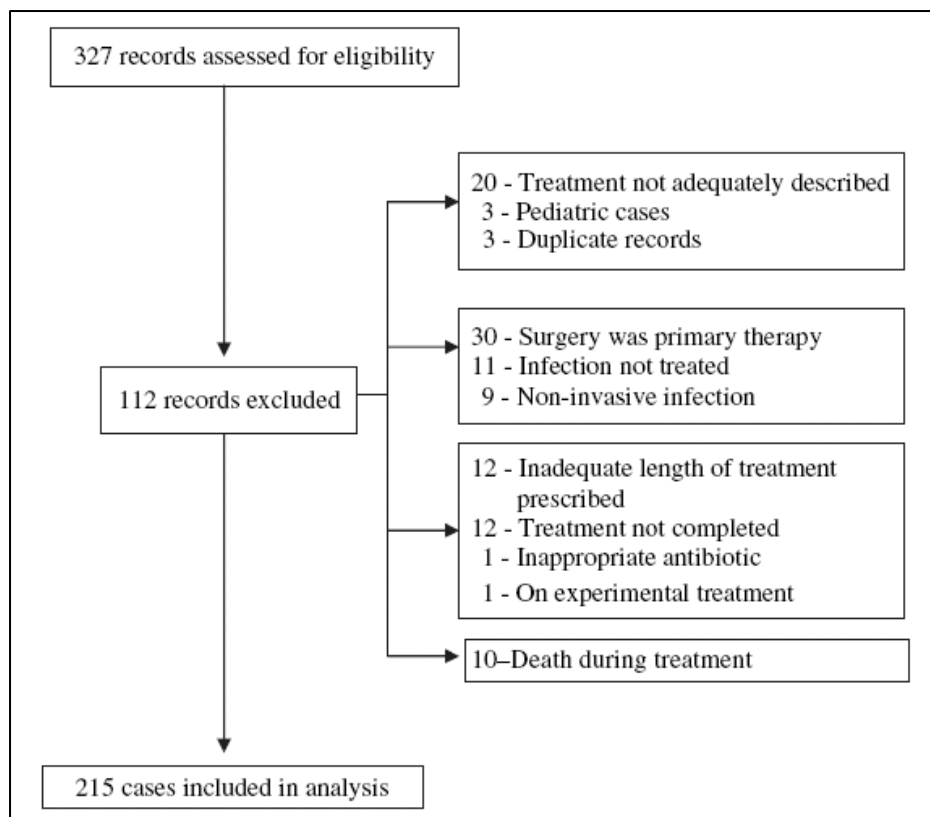 327 records assessed for eligibility
20 - Treatment not adequately described
3 - Pediatric cases
3 - Duplicate records
30 - Surgery was primary therapy
11 - Infection not treated
9 - Non-invasive infection
112 records excluded
12 - Inadequate length of treatment
prescribed
12 - Treatment not completed
1 - Inappropriate antibiotic
1 - On experimental treatment
10–Death during treatment
215 cases included in analysis